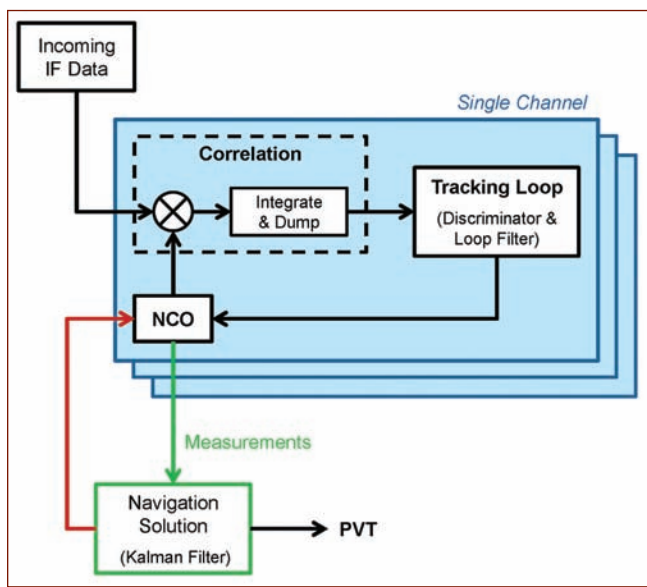 Incoming
IF Data
Single Channel
Correlation
Integrate
& Dump
Tracking Loop
(Discriminator &
Loop Filter)
NCO
Measurements
Navigation
Solution
(Kalman Filter)
PVT